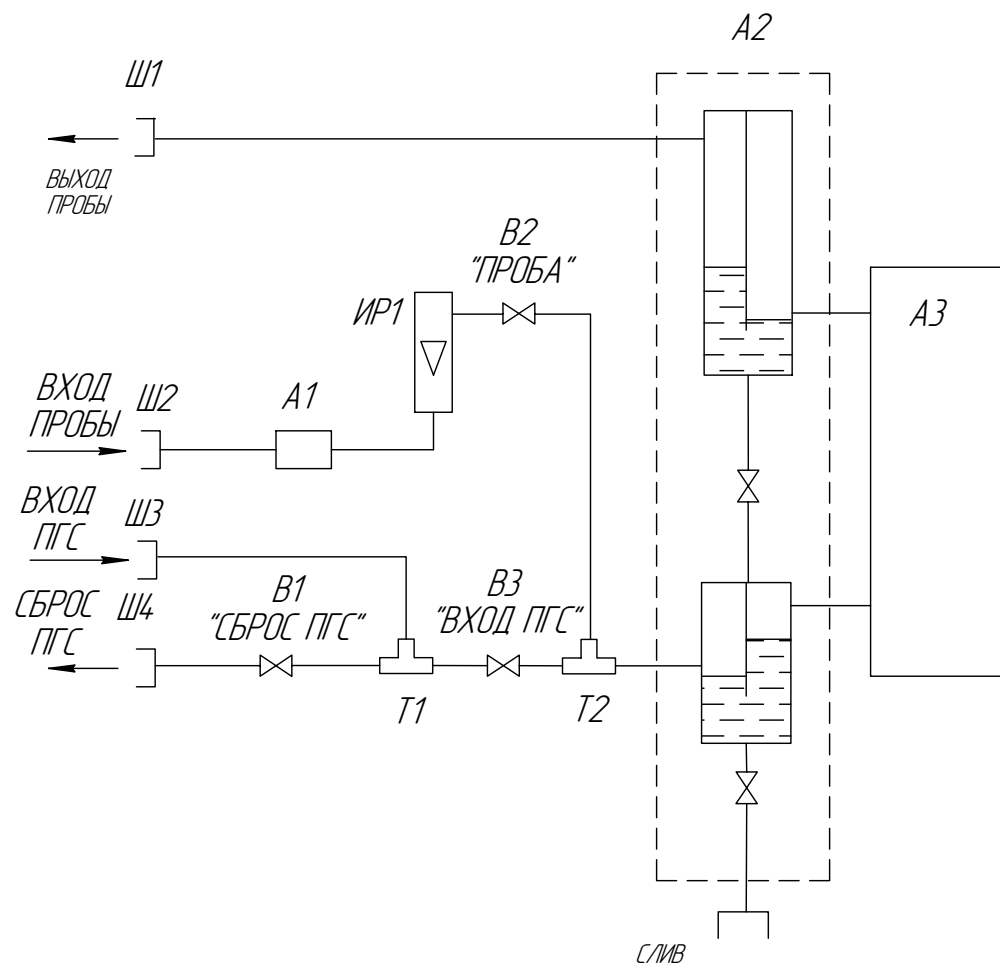 А2
Ш1
ВЫХОД
ПРОБЫ
В2
"ПРОБА"
ИР1
А3
ВХОД
ПРОБЫ
Ш2
А1
ВХОД
ПГС
Ш3
СБРОС
ПГС
Ш4
В1
"СБРОС ПГС"
В3
"ВХОД ПГС"
Т1
Т2
СЛИВ